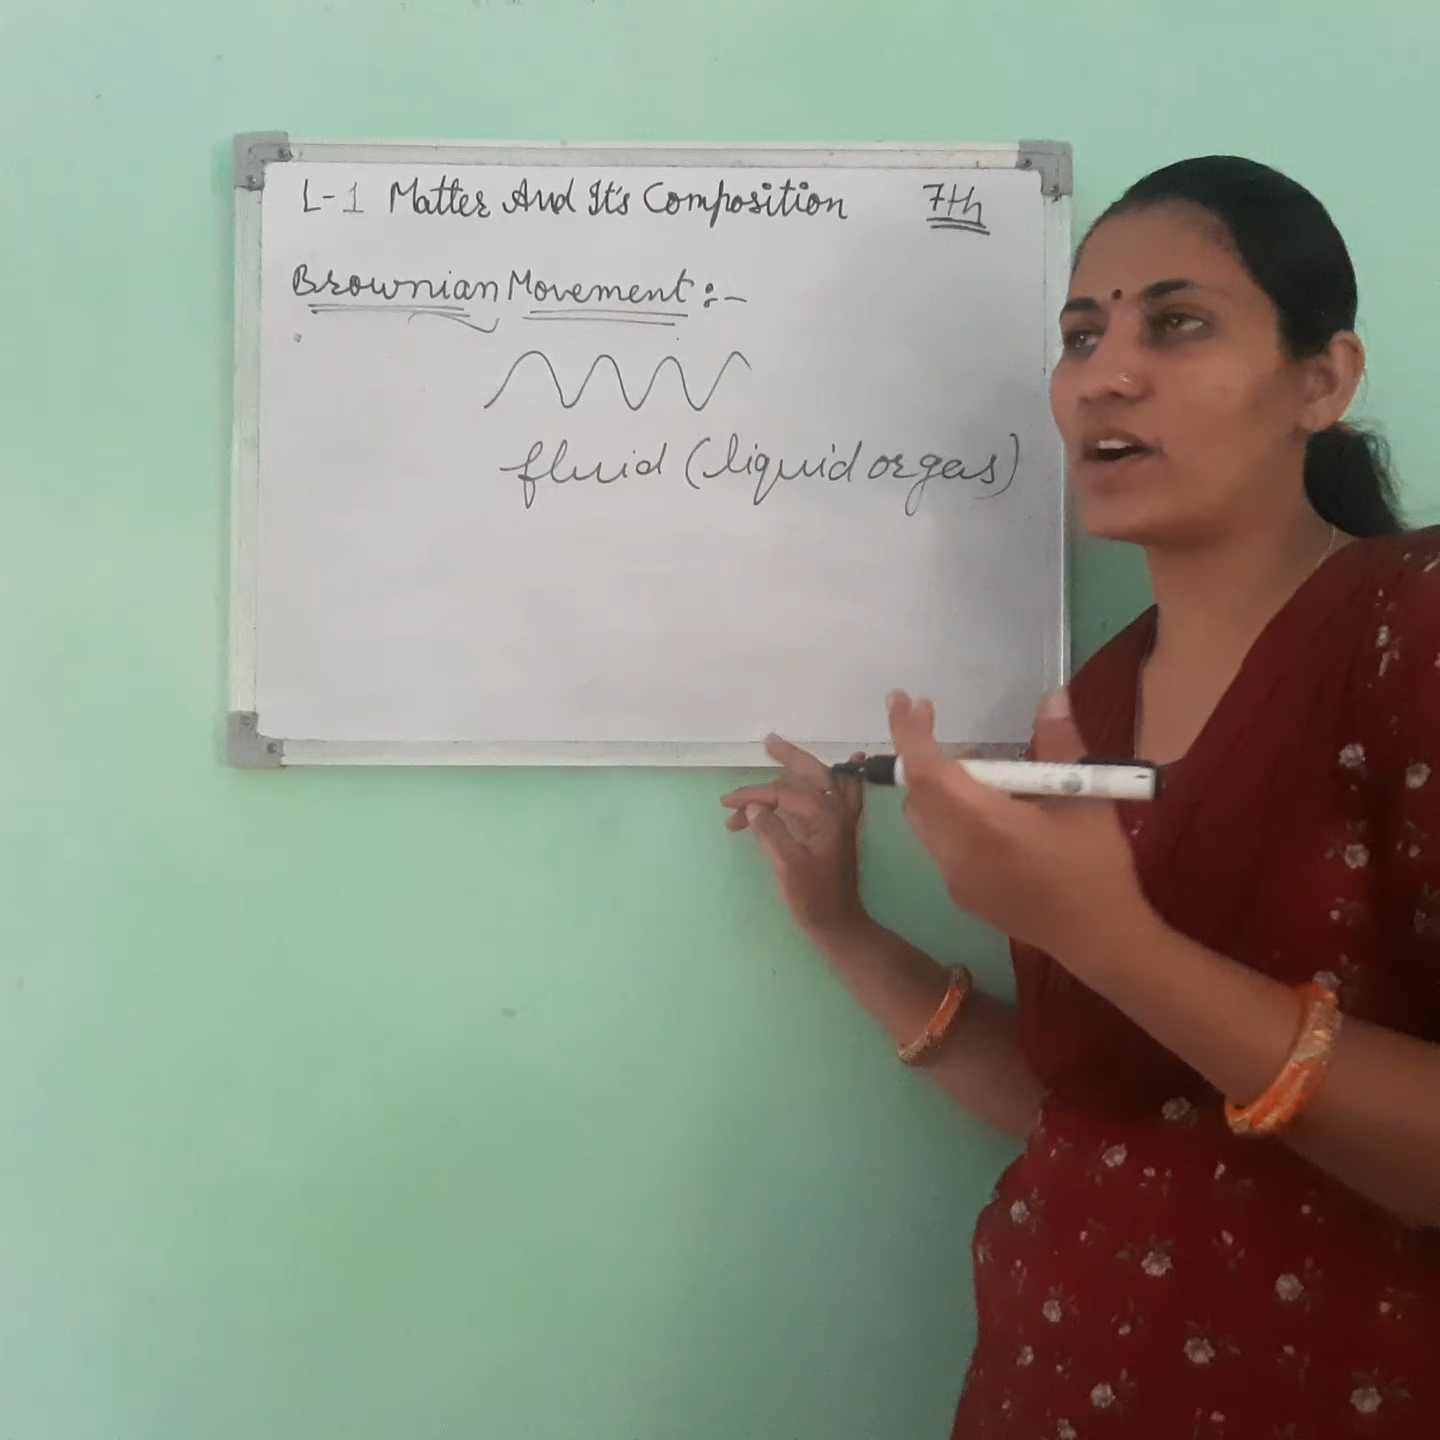 L-1 Matter And It's Composition 7th
Brownian Movement :-
fluid (liquid or gas)